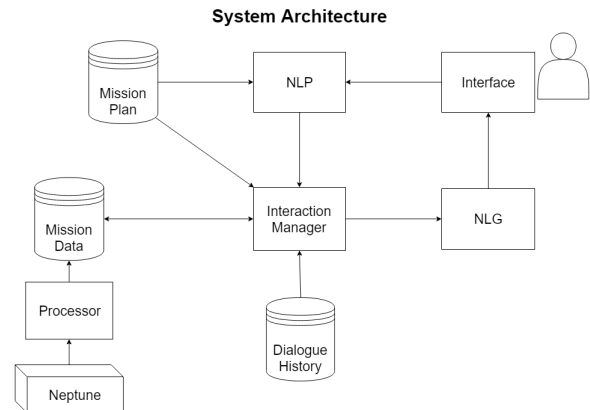 System Architecture
Mission
Plan
NLP
Interface
Mission
Data
Interaction
Manager
NLG
Processor
Dialogue
History
Neptune